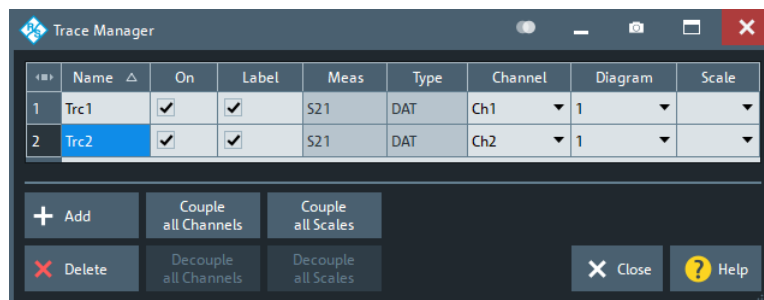 Trace Manager
Name On Label Meas Type Channel Diagram Scale
1 Trc1 S21 DAT Ch1 1
2 Trc2 S21 DAT Ch2 1
Add
Couple
all Channels
Couple
all Scales
Delete
Decouple
all Channels
Decouple
all Scales
Close
? Help